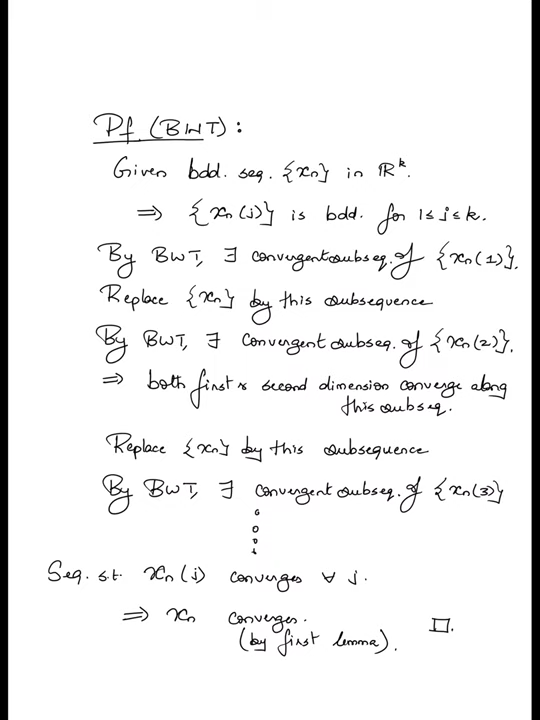 Pf (BWT) :
Given bdd. seq. {xn} in ℝ^k.
⇒ {xn(j)} is bdd. for 1≤j≤k.
By BWT, ∃ convergent subseq. of {xn(1)}.
Replace {xn} by this subsequence
By BWT, ∃ convergent subseq. of {xn(2)}.
⇒ both first & second dimension converge along
this subseq.
Replace {xn} by this subsequence
By BWT, ∃ convergent subseq. of {xn(3)}
Seq. s.t. xn(j) converges ∀ j.
⇒ xn converges.
(by first lemma). □.